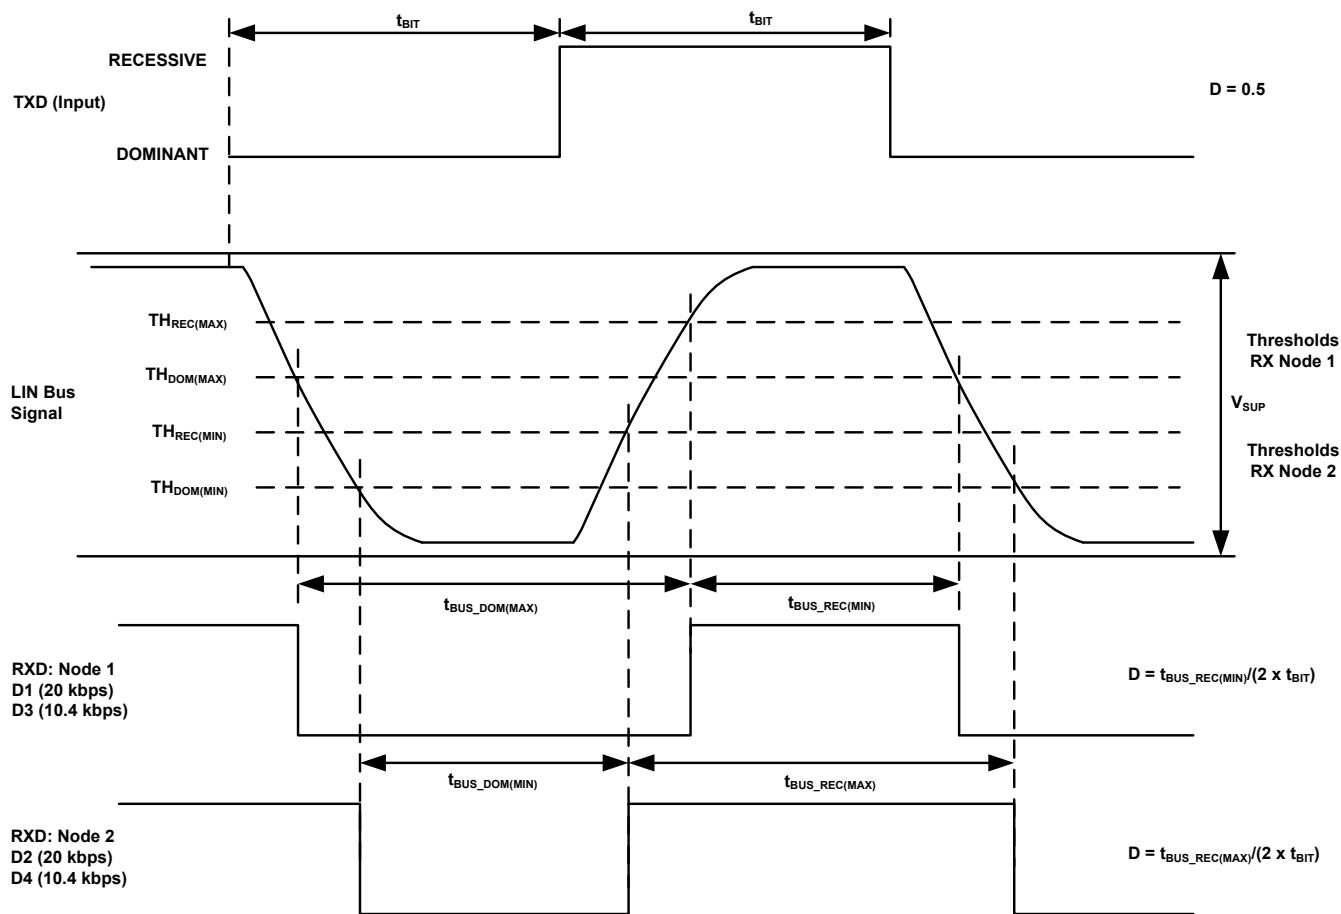 tBIT
tBIT
RECESSIVE
TXD (Input)
D = 0.5
DOMINANT
THREC(MAX)
Thresholds
RX Node 1
THDOM(MAX)
LIN Bus
Signal
VSUP
THREC(MIN)
Thresholds
RX Node 2
THDOM(MIN)
tBUS_DOM(MAX)
tBUS_REC(MIN)
RXD: Node 1
D1 (20 kbps)
D3 (10.4 kbps)
D = tBUS_REC(MIN)/(2 x tBIT)
tBUS_DOM(MIN)
tBUS_REC(MAX)
RXD: Node 2
D2 (20 kbps)
D4 (10.4 kbps)
D = tBUS_REC(MAX)/(2 x tBIT)